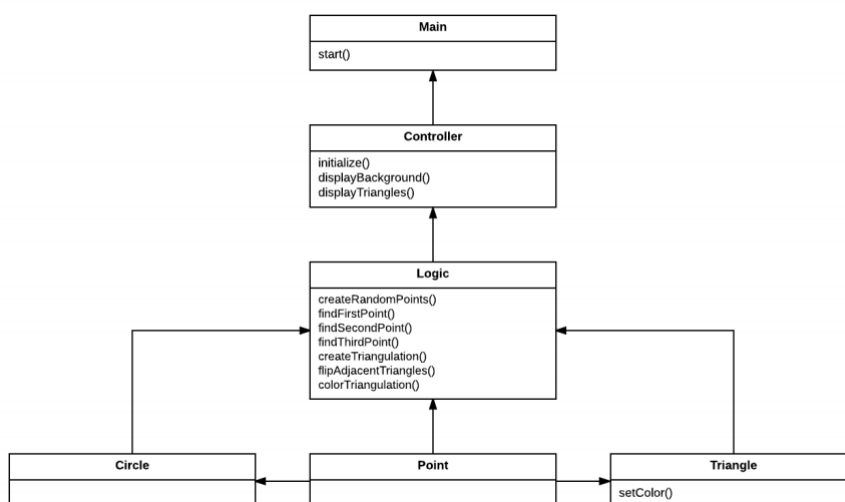 Main
start()
Controller
initialize()
displayBackground()
displayTriangles()
Logic
createRandomPoints()
findFirstPoint()
findSecondPoint()
findThirdPoint()
createTriangulation()
flipAdjacentTriangles()
colorTriangulation()
Circle
Point
Triangle
setColor()